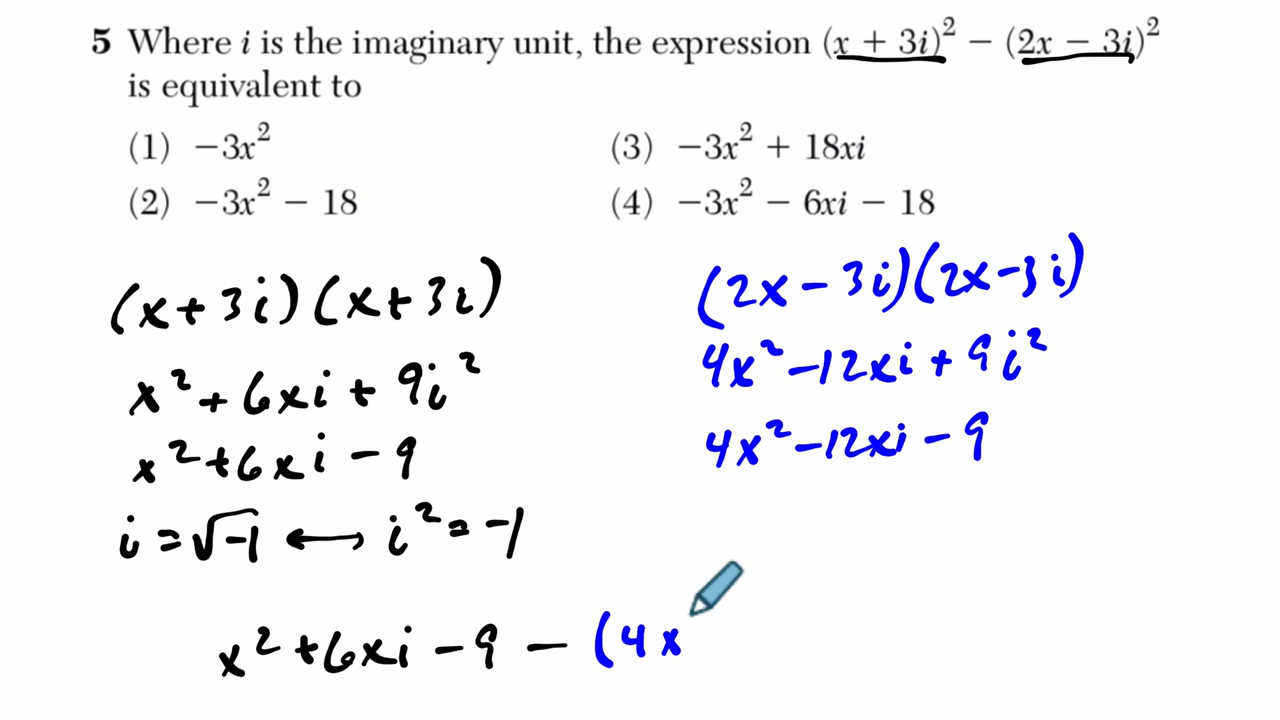 5 Where i is the imaginary unit, the expression (x + 3i)² − (2x − 3i)²
is equivalent to
(1) −3x²
(2) −3x² − 18
(3) −3x² + 18xi
(4) −3x² − 6xi − 18
(x + 3i)(x + 3i)
x² + 6xi + 9i²
x² + 6xi − 9
i = √−1 ⟷ i² = −1
(2x − 3i)(2x − 3i)
4x² − 12xi + 9i²
4x² − 12xi − 9
x² + 6xi − 9 − (4x